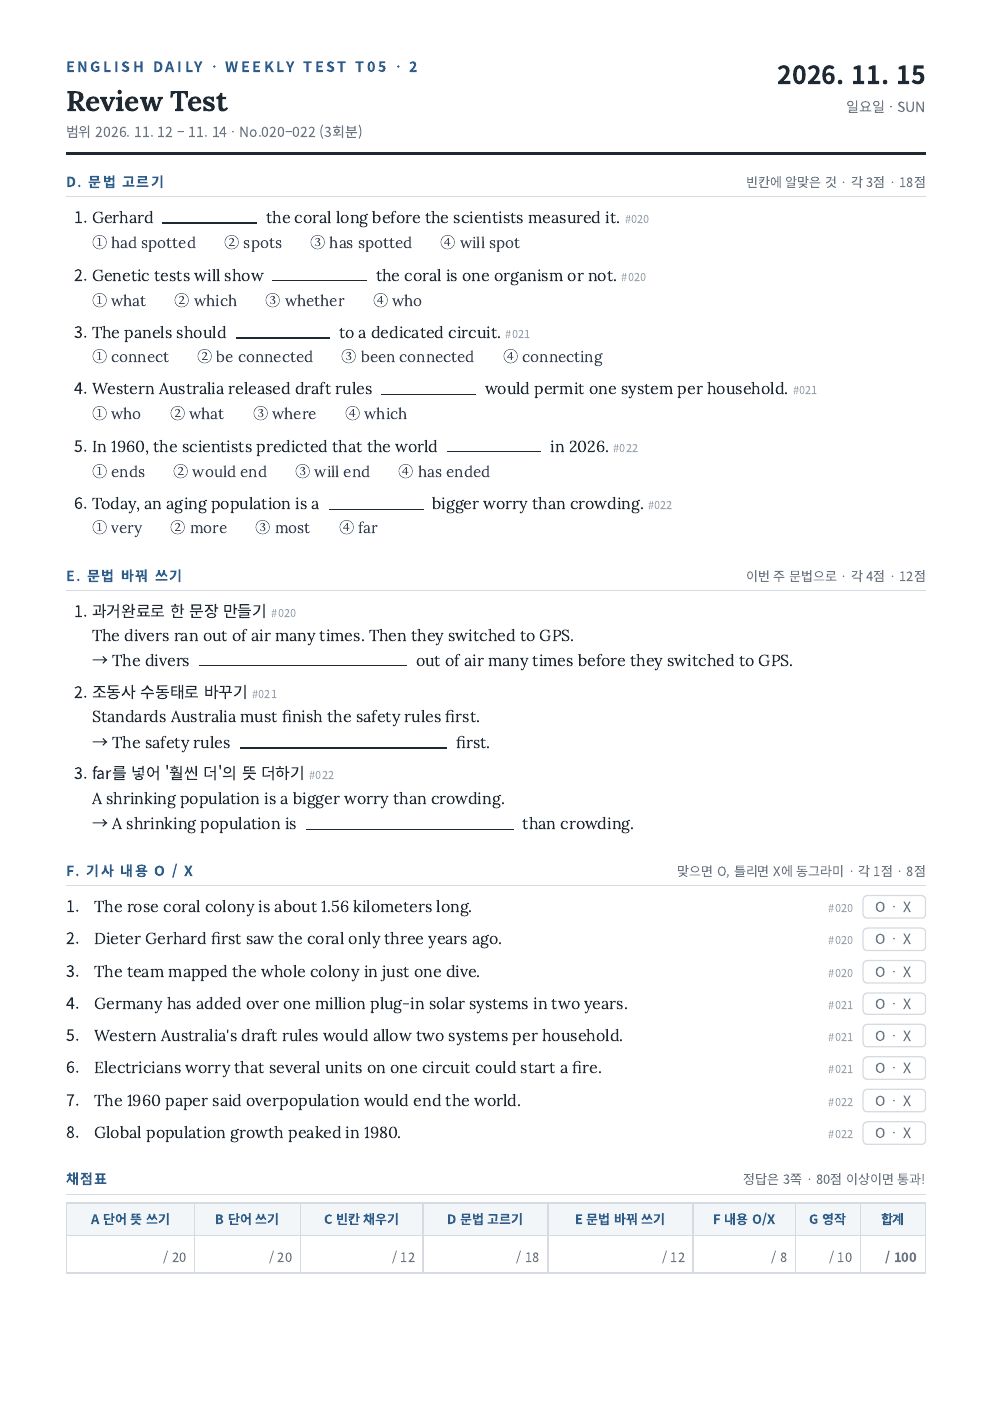 ENGLISH DAILY · WEEKLY TEST T05 · 2
2026. 11. 15
Review Test
일요일 · SUN
범위 2026. 11. 12 – 11. 14 · No.020–022 (3회분)
D. 문법 고르기
빈칸에 알맞은 것 · 각 3점 · 18점
1. Gerhard ____________ the coral long before the scientists measured it. #020
① had spotted ② spots ③ has spotted ④ will spot
2. Genetic tests will show ____________ the coral is one organism or not. #020
① what ② which ③ whether ④ who
3. The panels should ____________ to a dedicated circuit. #021
① connect ② be connected ③ been connected ④ connecting
4. Western Australia released draft rules ____________ would permit one system per household. #021
① who ② what ③ where ④ which
5. In 1960, the scientists predicted that the world ____________ in 2026. #022
① ends ② would end ③ will end ④ has ended
6. Today, an aging population is a ____________ bigger worry than crowding. #022
① very ② more ③ most ④ far
E. 문법 바꿔 쓰기
이번 주 문법으로 · 각 4점 · 12점
1. 과거완료로 한 문장 만들기 #020
The divers ran out of air many times. Then they switched to GPS.
→ The divers __________________________ out of air many times before they switched to GPS.
2. 조동사 수동태로 바꾸기 #021
Standards Australia must finish the safety rules first.
→ The safety rules __________________________ first.
3. far를 넣어 '훨씬 더'의 뜻 더하기 #022
A shrinking population is a bigger worry than crowding.
→ A shrinking population is __________________________ than crowding.
F. 기사 내용 O / X
맞으면 O, 틀리면 X에 동그라미 · 각 1점 · 8점
1. The rose coral colony is about 1.56 kilometers long. #020 O · X
2. Dieter Gerhard first saw the coral only three years ago. #020 O · X
3. The team mapped the whole colony in just one dive. #020 O · X
4. Germany has added over one million plug-in solar systems in two years. #021 O · X
5. Western Australia's draft rules would allow two systems per household. #021 O · X
6. Electricians worry that several units on one circuit could start a fire. #021 O · X
7. The 1960 paper said overpopulation would end the world. #022 O · X
8. Global population growth peaked in 1980. #022 O · X
채점표
정답은 3쪽 · 80점 이상이면 통과!
A 단어 뜻 쓰기 B 단어 쓰기 C 빈칸 채우기 D 문법 고르기 E 문법 바꿔 쓰기 F 내용 O/X G 영작 합계
/ 20 / 20 / 12 / 18 / 12 / 8 / 10 / 100